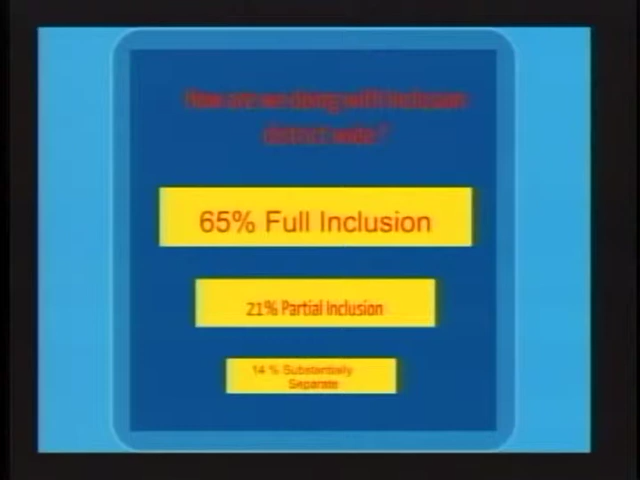 How are we doing with Inclusion
district wide?
65% Full Inclusion
21% Partial Inclusion
14 % Substantially
Separate